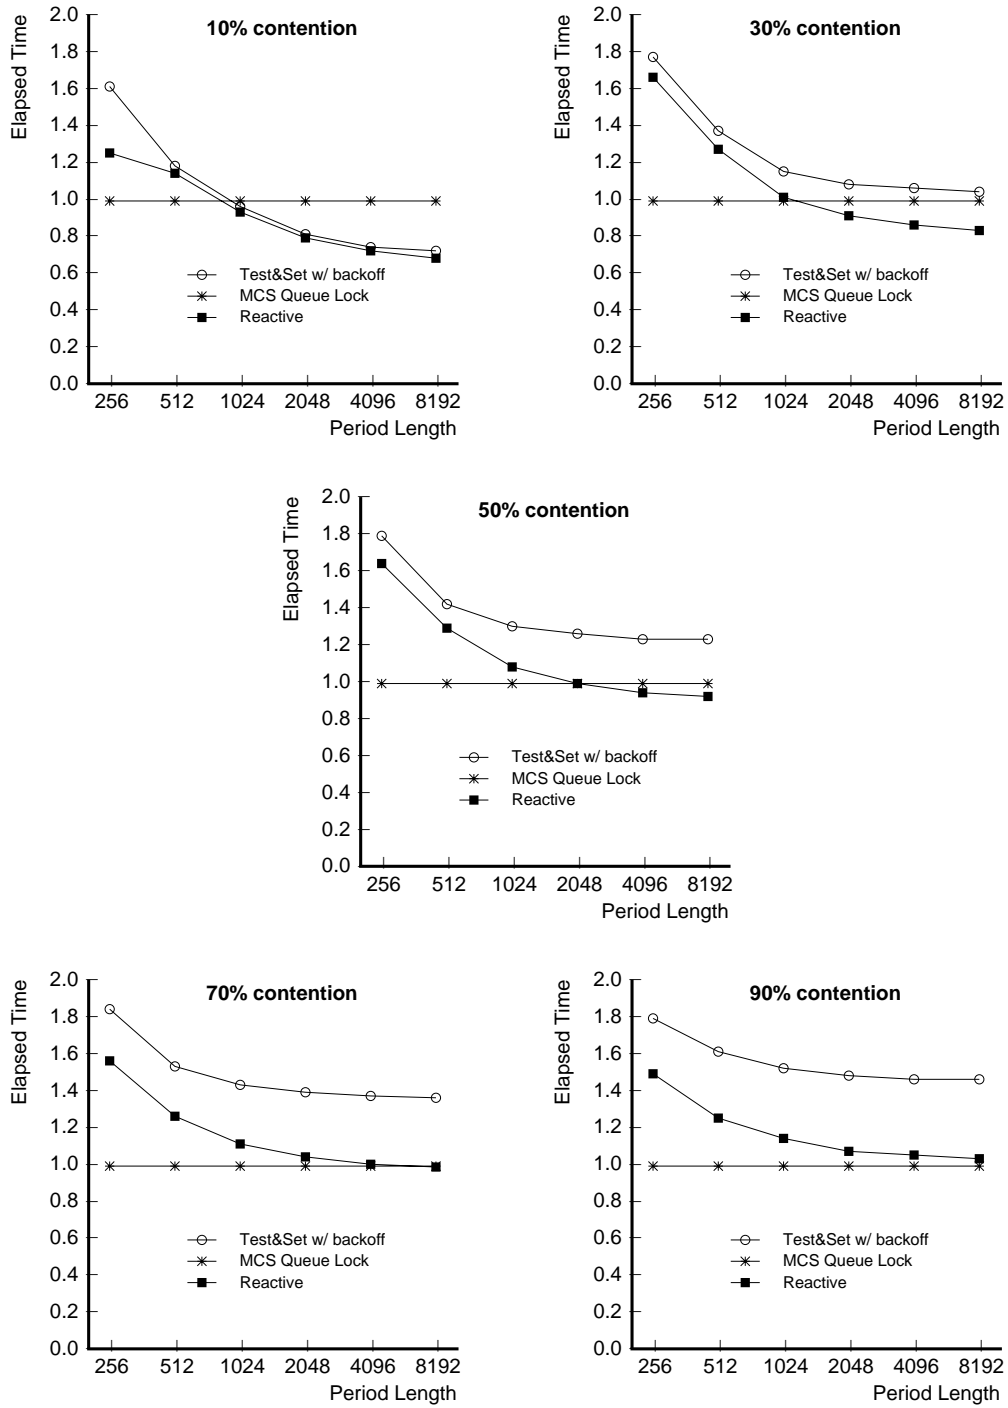 10% contention
Elapsed Time
2.0
1.8
1.6
1.4
1.2
1.0
0.8
0.6
0.4
0.2
0.0
Test&Set w/ backoff
MCS Queue Lock
Reactive
256 512 1024 2048 4096 8192
Period Length
30% contention
Elapsed Time
2.0
1.8
1.6
1.4
1.2
1.0
0.8
0.6
0.4
0.2
0.0
Test&Set w/ backoff
MCS Queue Lock
Reactive
256 512 1024 2048 4096 8192
Period Length
50% contention
Elapsed Time
2.0
1.8
1.6
1.4
1.2
1.0
0.8
0.6
0.4
0.2
0.0
Test&Set w/ backoff
MCS Queue Lock
Reactive
256 512 1024 2048 4096 8192
Period Length
70% contention
Elapsed Time
2.0
1.8
1.6
1.4
1.2
1.0
0.8
0.6
0.4
0.2
0.0
Test&Set w/ backoff
MCS Queue Lock
Reactive
256 512 1024 2048 4096 8192
Period Length
90% contention
Elapsed Time
2.0
1.8
1.6
1.4
1.2
1.0
0.8
0.6
0.4
0.2
0.0
Test&Set w/ backoff
MCS Queue Lock
Reactive
256 512 1024 2048 4096 8192
Period Length